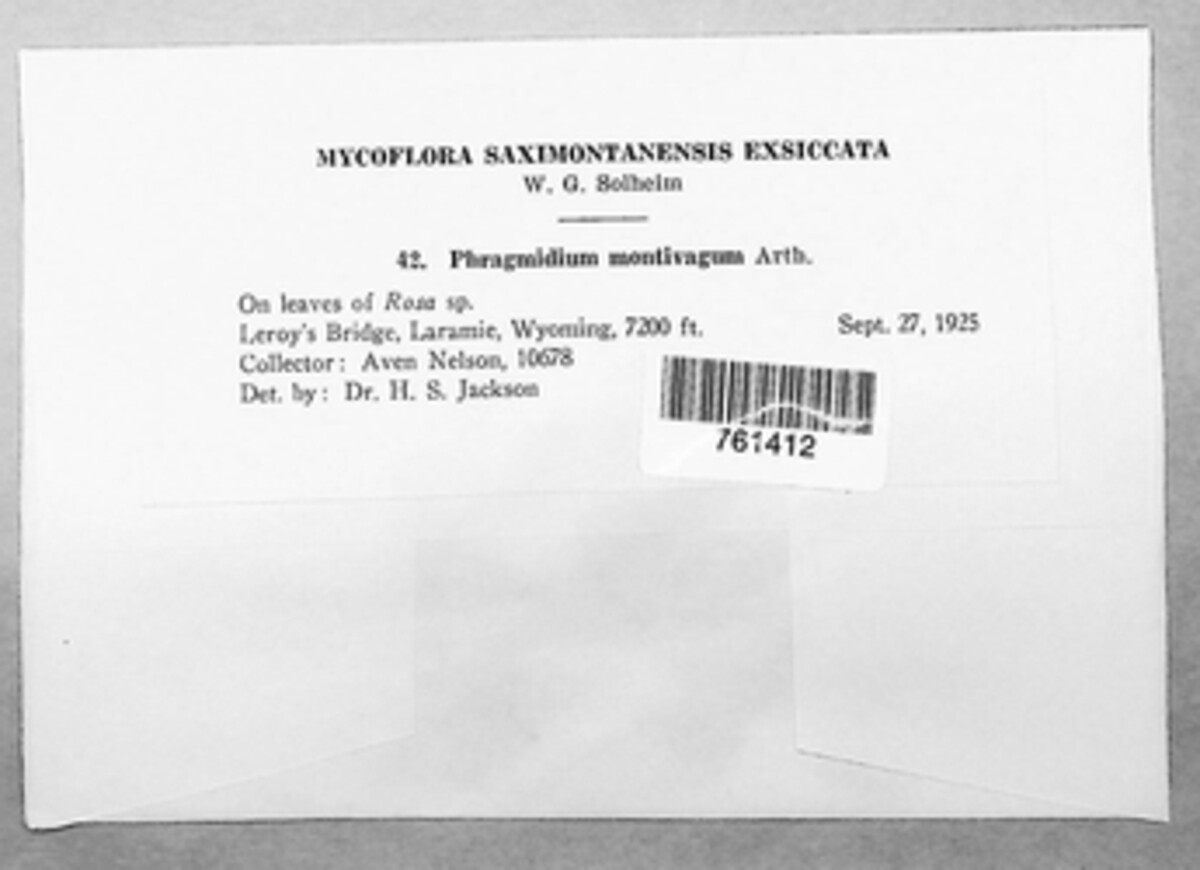 MYCOFLORA SAXIMONTANENSIS EXSICCATA
W. G. Solheim
42. Phragmidium montivagum Arth.
On leaves of Rosa sp.
Leroy's Bridge, Laramie, Wyoming, 7200 ft. Sept. 27, 1925
Collector: Aven Nelson, 10678
Det. by: Dr. H. S. Jackson
761412